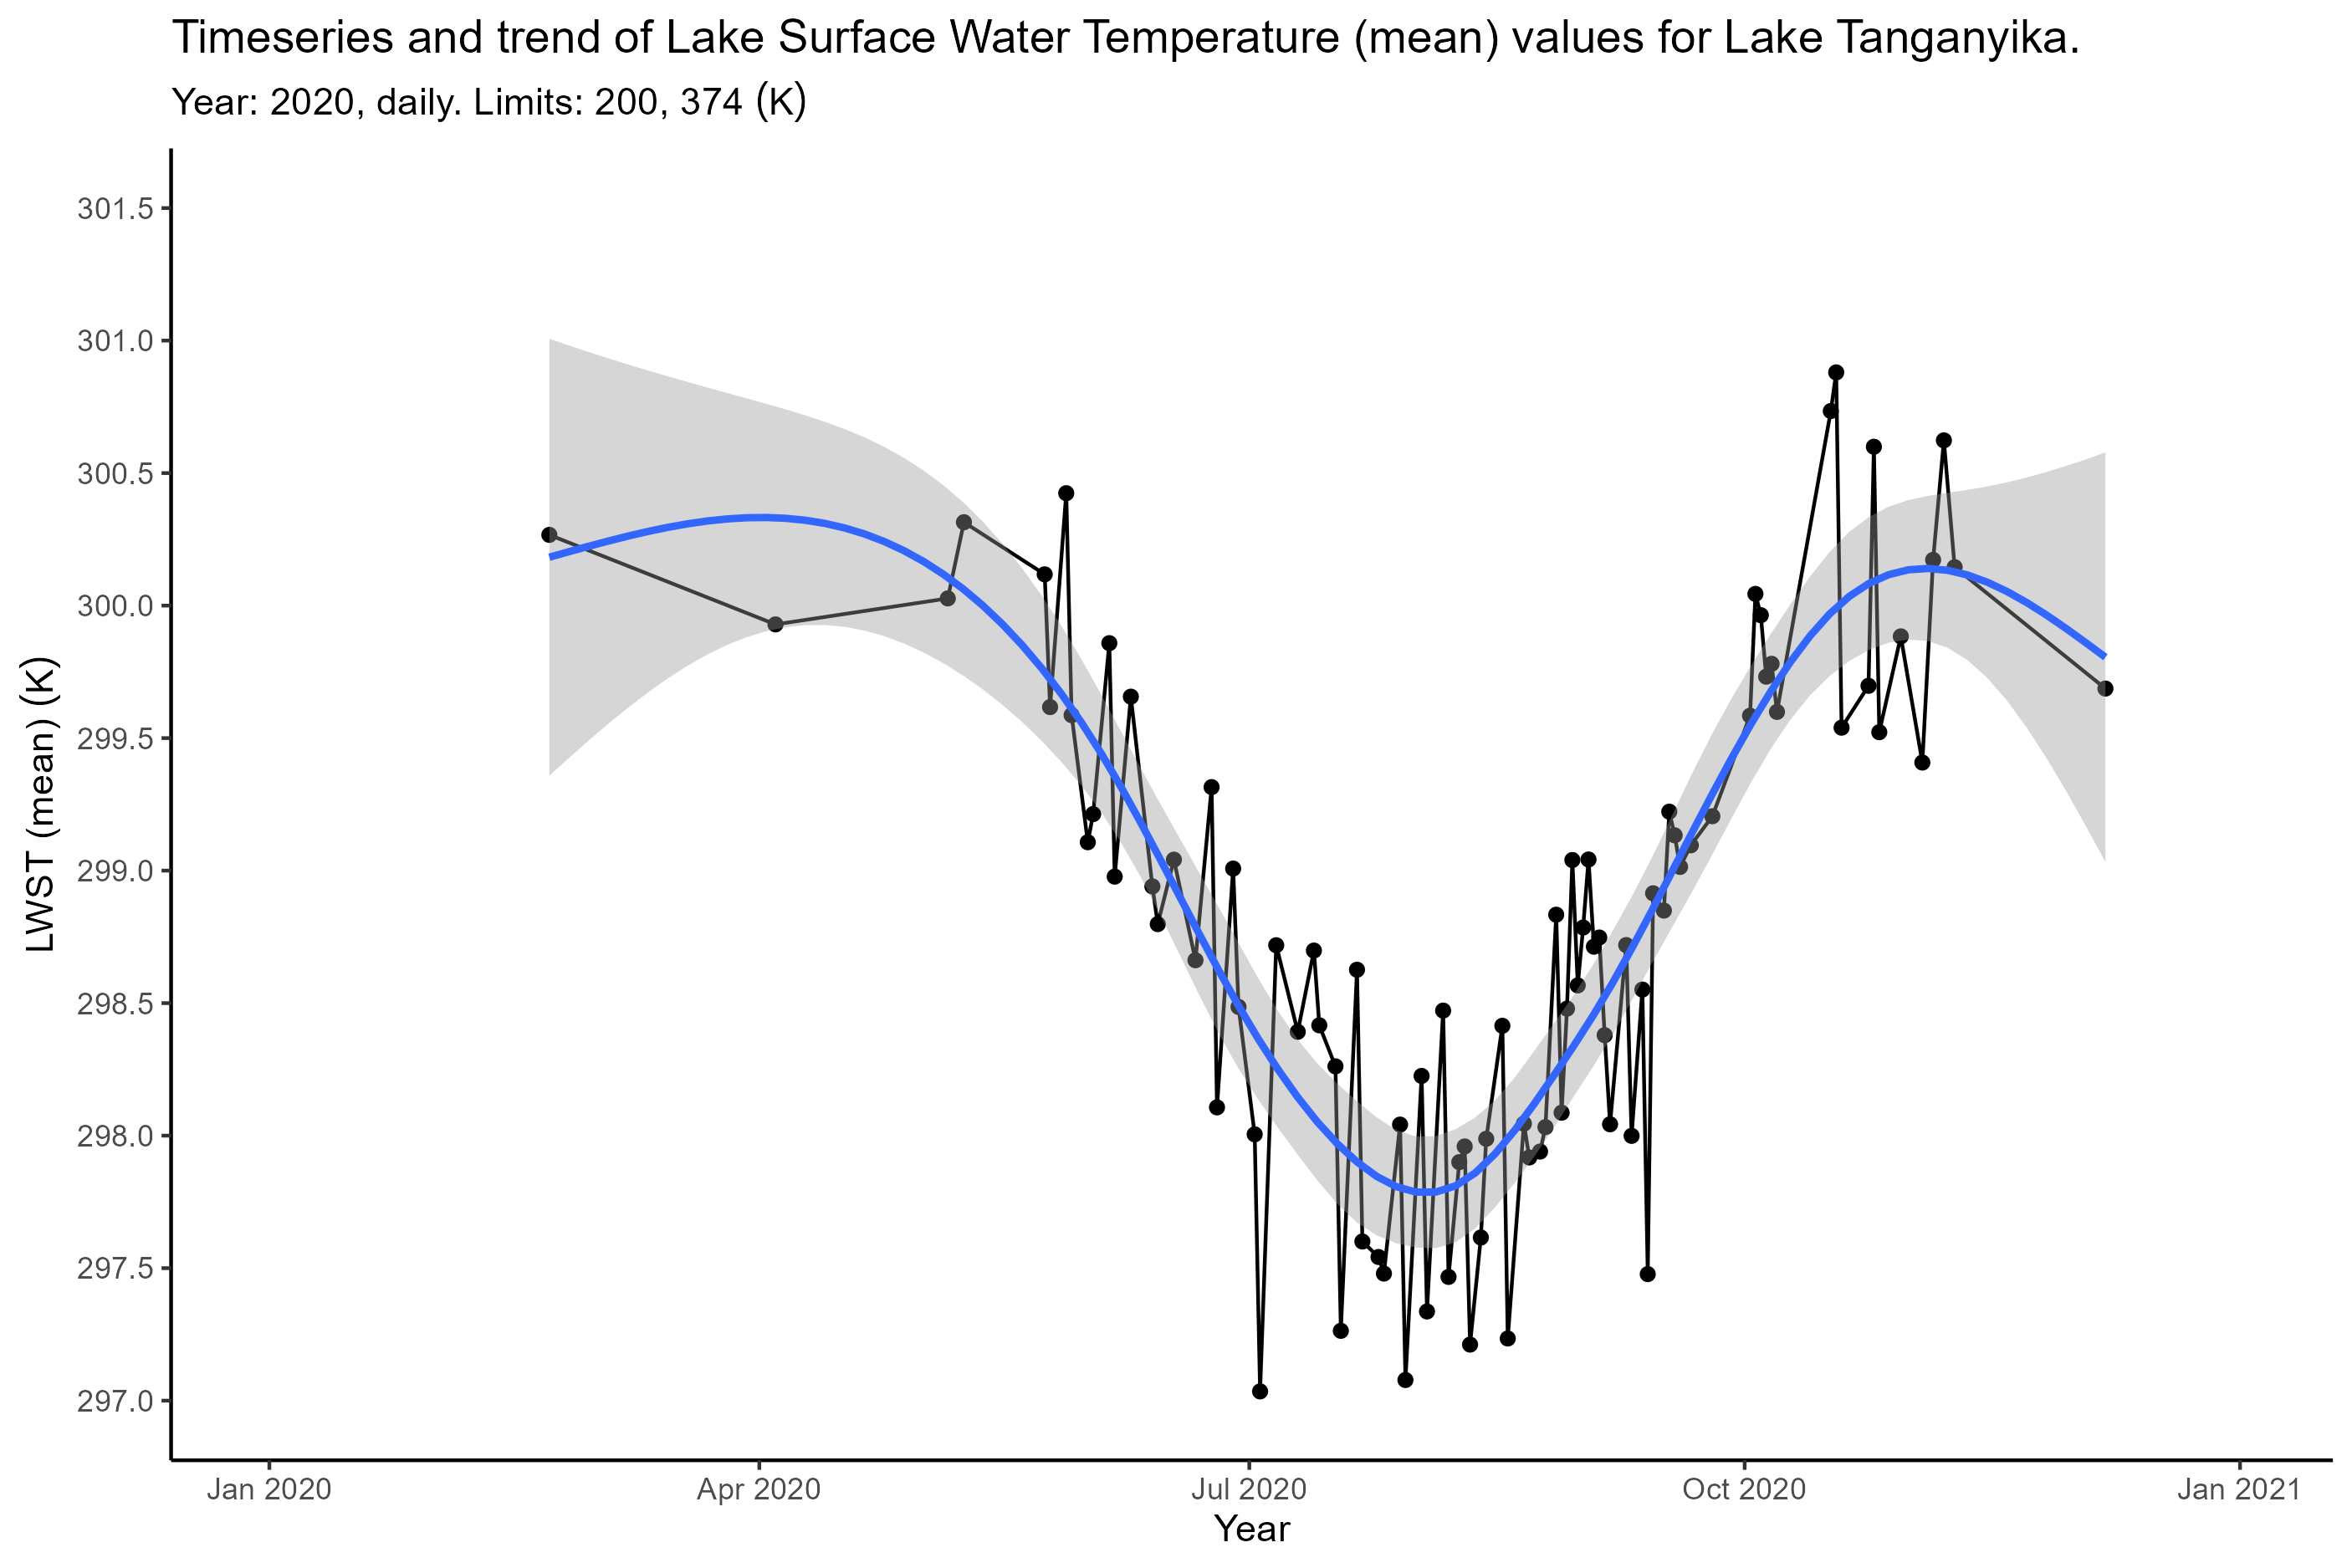 Timeseries and trend of Lake Surface Water Temperature (mean) values for Lake Tanganyika.
Year: 2020, daily. Limits: 200, 374 (K)
LWST (mean) (K)
301.5
301.0
300.5
300.0
299.5
299.0
298.5
298.0
297.5
297.0
Jan 2020
Apr 2020
Jul 2020
Oct 2020
Jan 2021
Year